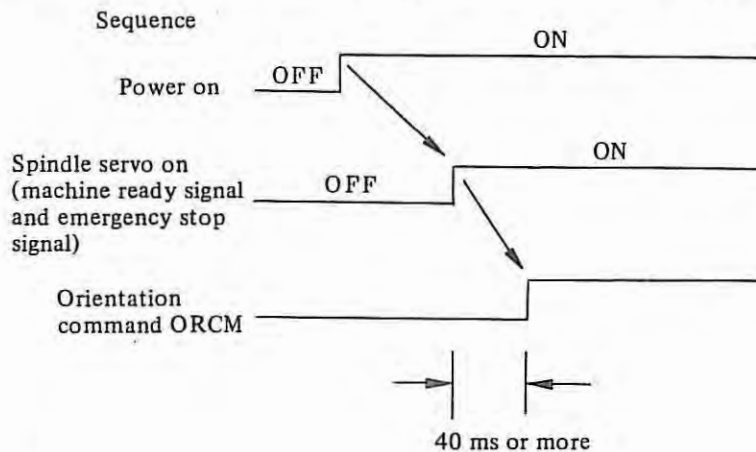 Sequence
ON
OFF
Power on
ON
Spindle servo on
(machine ready signal
and emergency stop
signal)
OFF
Orientation
command ORCM
40 ms or more